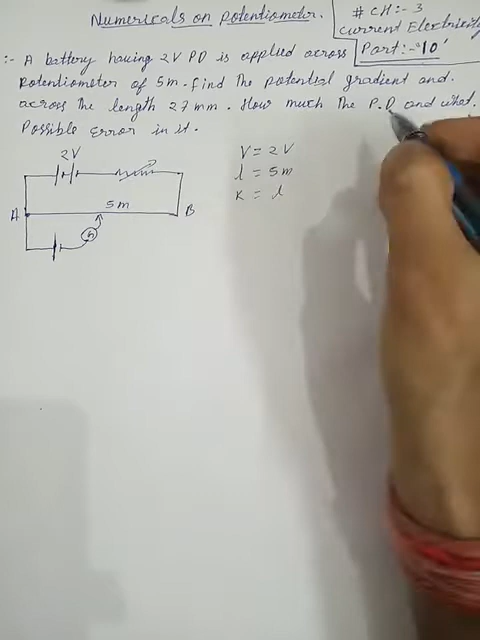 Numericals on potentiometer.
# CH:- 3
Current Electricity
Part:- "10"
:- A battery having 2V PD is applied across
Potentiometer of 5m. find the potential gradient and.
across the length 27mm. How much the P.D and what.
Possible Error in it.
2V
V = 2V
l = 5m
K = l
A
5m
B
G